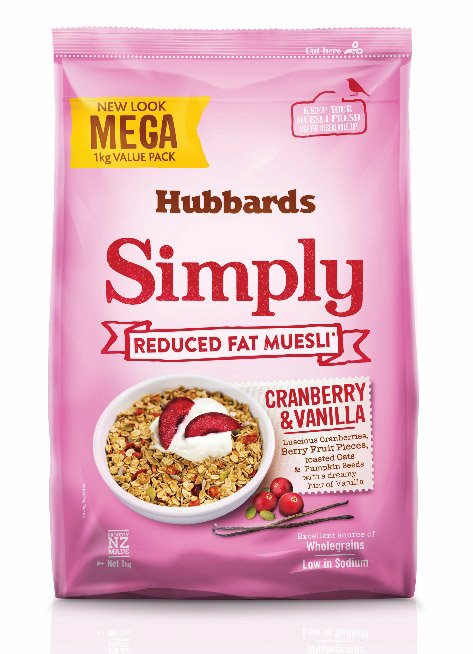 Cut here
NEW LOOK
MEGA
1kg VALUE PACK
KEEP YOUR
MUESLI FRESH
Hubbards
Simply
REDUCED FAT MUESLI*
CRANBERRY
& VANILLA
Luscious Cranberries,
Berry Fruit Pieces,
toasted Oats
& Pumpkin Seeds
with a dreamy
hint of Vanilla
Excellent source of
Wholegrains
Low in Sodium
PROUDLY
NZ
MADE
Net 1kg